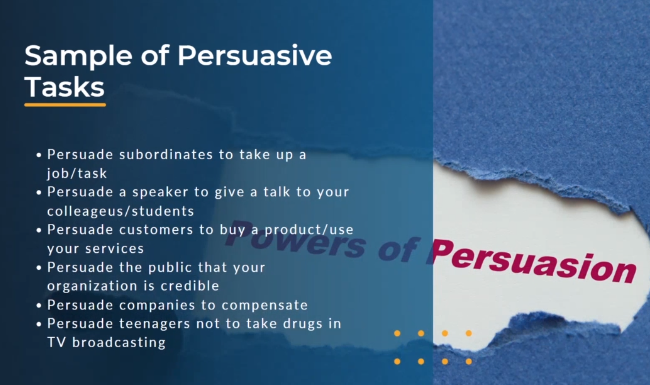 Sample of Persuasive
Tasks
• Persuade subordinates to take up a
job/task
• Persuade a speaker to give a talk to your
colleageus/students
• Persuade customers to buy a product/use
your services
• Persuade the public that your
organization is credible
• Persuade companies to compensate
• Persuade teenagers not to take drugs in
TV broadcasting
Powers of Persuasion